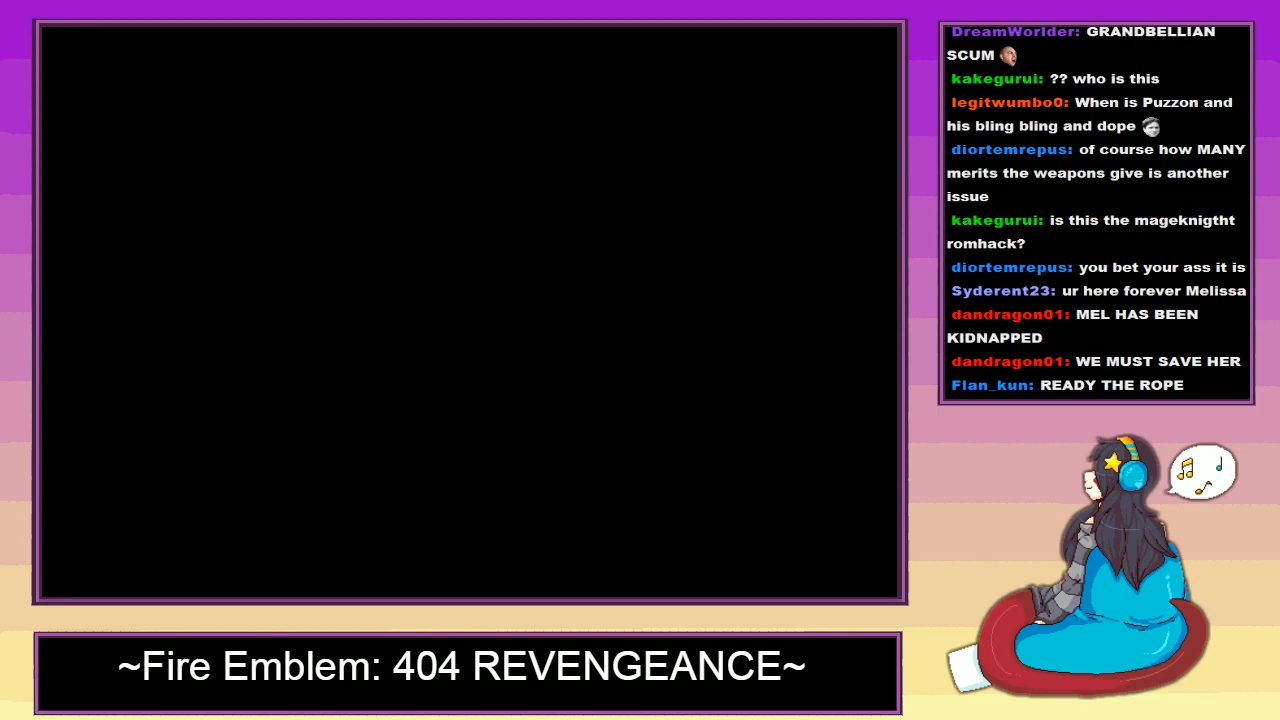 DreamWorlder: GRANDBELLIAN
SCUM
kakegurui: ?? who is this
legitwumbo0: When is Puzzon and
his bling bling and dope
diortemrepus: of course how MANY
merits the weapons give is another
issue
kakegurui: is this the mageknigtht
romhack?
diortemrepus: you bet your ass it is
Syderent23: ur here forever Melissa
dandragon01: MEL HAS BEEN
KIDNAPPED
dandragon01: WE MUST SAVE HER
Flan_kun: READY THE ROPE
~Fire Emblem: 404 REVENGEANCE~